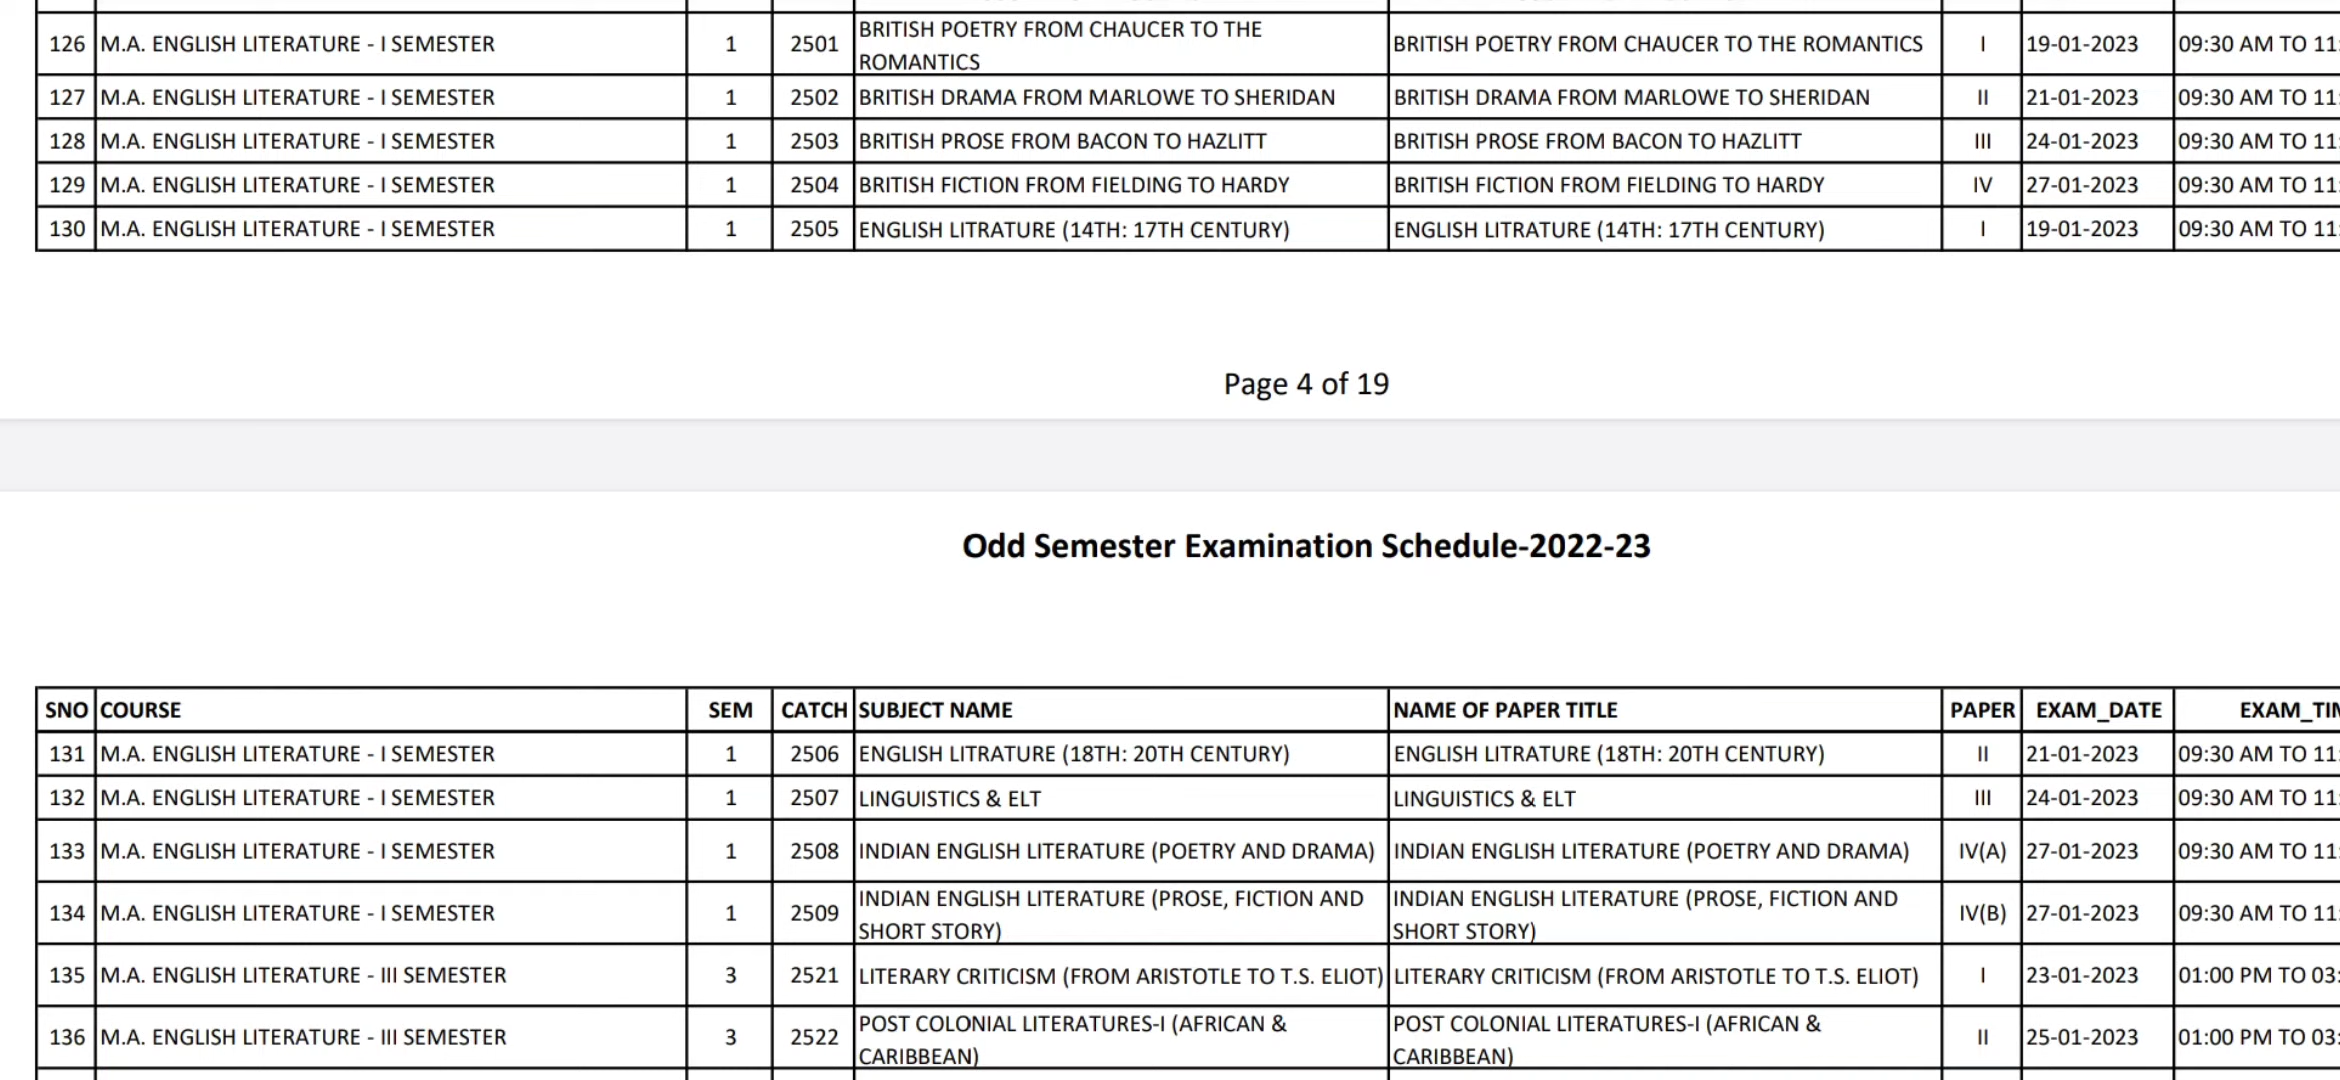 126 M.A. ENGLISH LITERATURE - I SEMESTER 1 2501 BRITISH POETRY FROM CHAUCER TO THE ROMANTICS BRITISH POETRY FROM CHAUCER TO THE ROMANTICS I 19-01-2023 09:30 AM TO 11:
127 M.A. ENGLISH LITERATURE - I SEMESTER 1 2502 BRITISH DRAMA FROM MARLOWE TO SHERIDAN BRITISH DRAMA FROM MARLOWE TO SHERIDAN II 21-01-2023 09:30 AM TO 11:
128 M.A. ENGLISH LITERATURE - I SEMESTER 1 2503 BRITISH PROSE FROM BACON TO HAZLITT BRITISH PROSE FROM BACON TO HAZLITT III 24-01-2023 09:30 AM TO 11:
129 M.A. ENGLISH LITERATURE - I SEMESTER 1 2504 BRITISH FICTION FROM FIELDING TO HARDY BRITISH FICTION FROM FIELDING TO HARDY IV 27-01-2023 09:30 AM TO 11:
130 M.A. ENGLISH LITERATURE - I SEMESTER 1 2505 ENGLISH LITRATURE (14TH: 17TH CENTURY) ENGLISH LITRATURE (14TH: 17TH CENTURY) I 19-01-2023 09:30 AM TO 11:
Page 4 of 19
Odd Semester Examination Schedule-2022-23
SNO COURSE SEM CATCH SUBJECT NAME NAME OF PAPER TITLE PAPER EXAM_DATE EXAM_TIM
131 M.A. ENGLISH LITERATURE - I SEMESTER 1 2506 ENGLISH LITRATURE (18TH: 20TH CENTURY) ENGLISH LITRATURE (18TH: 20TH CENTURY) II 21-01-2023 09:30 AM TO 11:
132 M.A. ENGLISH LITERATURE - I SEMESTER 1 2507 LINGUISTICS & ELT LINGUISTICS & ELT III 24-01-2023 09:30 AM TO 11:
133 M.A. ENGLISH LITERATURE - I SEMESTER 1 2508 INDIAN ENGLISH LITERATURE (POETRY AND DRAMA) INDIAN ENGLISH LITERATURE (POETRY AND DRAMA) IV(A) 27-01-2023 09:30 AM TO 11:
134 M.A. ENGLISH LITERATURE - I SEMESTER 1 2509 INDIAN ENGLISH LITERATURE (PROSE, FICTION AND SHORT STORY) INDIAN ENGLISH LITERATURE (PROSE, FICTION AND SHORT STORY) IV(B) 27-01-2023 09:30 AM TO 11:
135 M.A. ENGLISH LITERATURE - III SEMESTER 3 2521 LITERARY CRITICISM (FROM ARISTOTLE TO T.S. ELIOT) LITERARY CRITICISM (FROM ARISTOTLE TO T.S. ELIOT) I 23-01-2023 01:00 PM TO 03:
136 M.A. ENGLISH LITERATURE - III SEMESTER 3 2522 POST COLONIAL LITERATURES-I (AFRICAN & CARIBBEAN) POST COLONIAL LITERATURES-I (AFRICAN & CARIBBEAN) II 25-01-2023 01:00 PM TO 03: